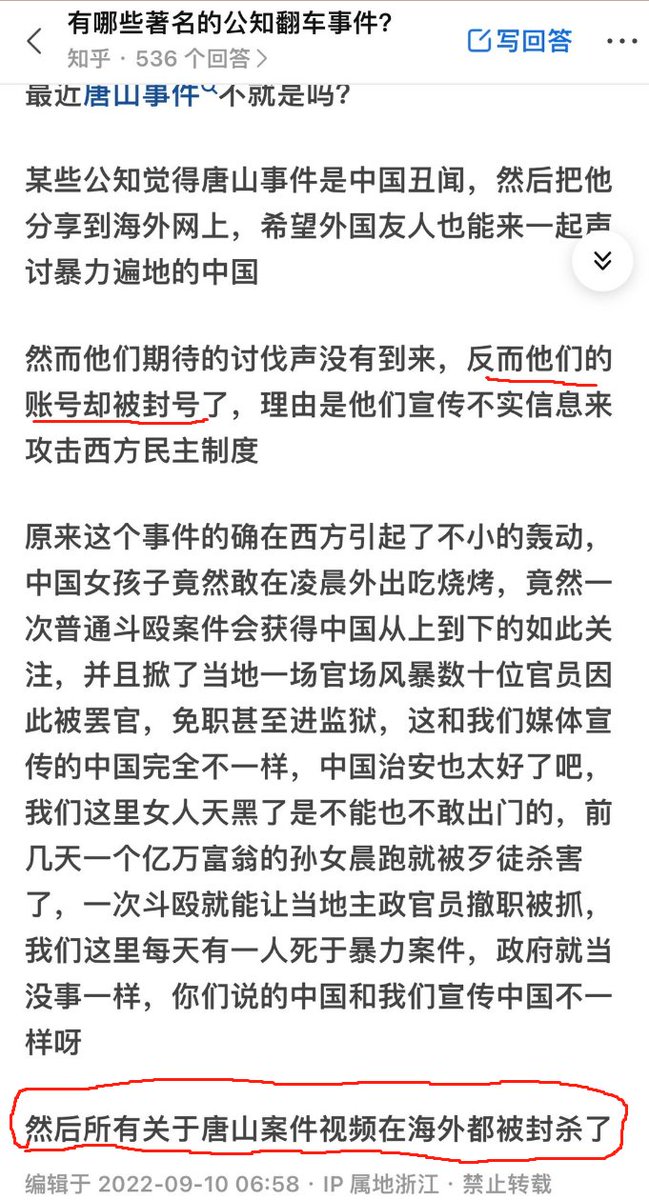 有哪些著名的公知翻车事件?
知乎 · 536 个回答
写回答
最近唐山事件不就是吗?
某些公知觉得唐山事件是中国丑闻，然后把他
分享到海外网上，希望外国友人也能来一起声
讨暴力遍地的中国
然而他们期待的讨伐声没有到来，反而他们的
账号却被封号了，理由是他们宣传不实信息来
攻击西方民主制度
原来这个事件的确在西方引起了不小的轰动，
中国女孩子竟然敢在凌晨外出吃烧烤，竟然一
次普通斗殴案件会获得中国从上到下的如此关
注，并且掀了当地一场官场风暴数十位官员因
此被罢官，免职甚至进监狱，这和我们媒体宣
传的中国完全不一样，中国治安也太好了吧，
我们这里女人天黑了是不能也不敢出门的，前
几天一个亿万富翁的孙女晨跑就被歹徒杀害
了，一次斗殴就能让当地主政官员撤职被抓，
我们这里每天有一人死于暴力案件，政府就当
没事一样，你们说的中国和我们宣传中国不一
样呀
然后所有关于唐山案件视频在海外都被封杀了
编辑于 2022-09-10 06:58 · IP 属地浙江 · 禁止转载